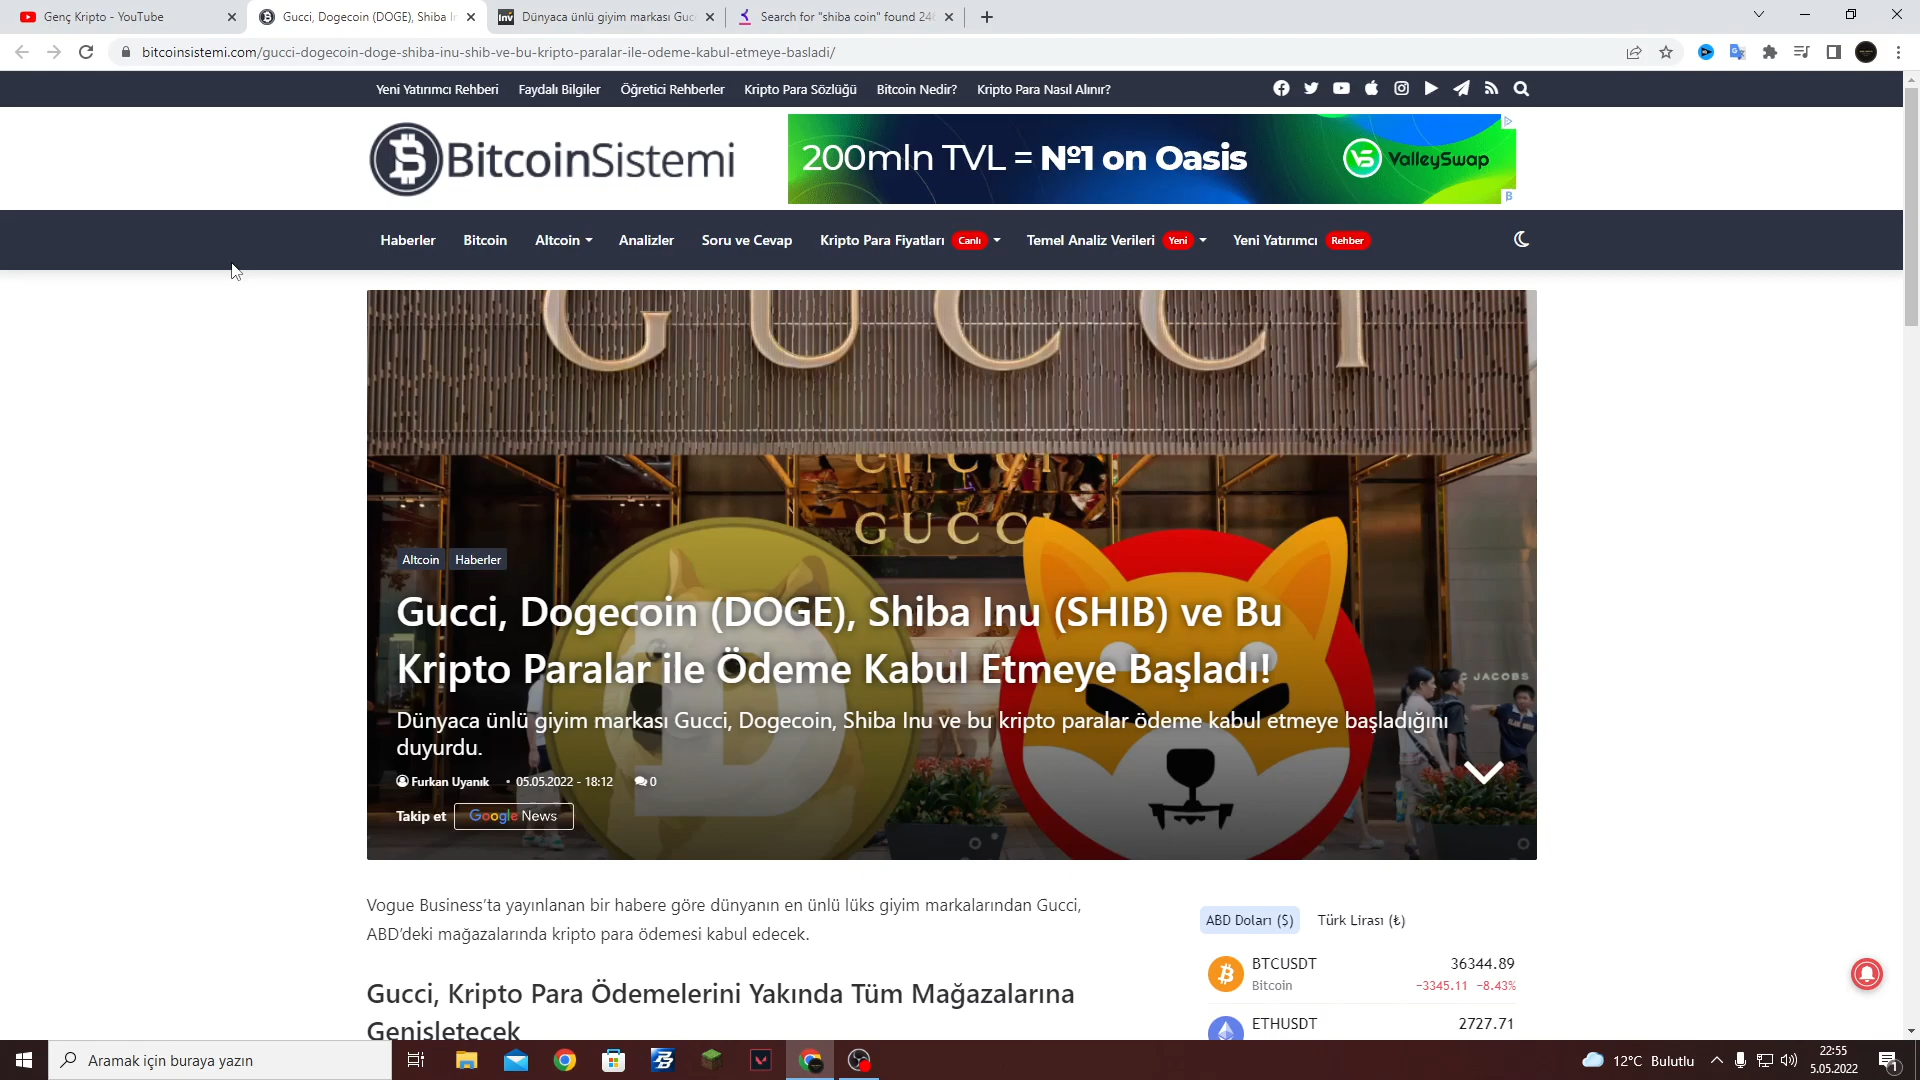 Genç Kripto - YouTube
Gucci, Dogecoin (DOGE), Shiba In
Dünyaca ünlü giyim markası Guc
Search for "shiba coin" found 24
bitcoinsistemi.com/gucci-dogecoin-doge-shiba-inu-shib-ve-bu-kripto-paralar-ile-odeme-kabul-etmeye-basladi/
Yeni Yatırımcı Rehberi Faydalı Bilgiler Öğretici Rehberler Kripto Para Sözlüğü Bitcoin Nedir? Kripto Para Nasıl Alınır?
BitcoinSistemi
200mln TVL = №1 on Oasis ValleySwap
Haberler Bitcoin Altcoin Analizler Soru ve Cevap Kripto Para Fiyatları Canlı Temel Analiz Verileri Yeni Yeni Yatırımcı Rehber
GUCCI
GUCCI
JACOBS
Altcoin Haberler
Gucci, Dogecoin (DOGE), Shiba Inu (SHIB) ve Bu
Kripto Paralar ile Ödeme Kabul Etmeye Başladı!
Dünyaca ünlü giyim markası Gucci, Dogecoin, Shiba Inu ve bu kripto paralar ödeme kabul etmeye başladığını
duyurdu.
Furkan Uyanık • 05.05.2022 - 18:12 0
Takip et Google News
Vogue Business'ta yayınlanan bir habere göre dünyanın en ünlü lüks giyim markalarından Gucci,
ABD'deki mağazalarında kripto para ödemesi kabul edecek.
Gucci, Kripto Para Ödemelerini Yakında Tüm Mağazalarına
Genişletecek
ABD Doları ($) Türk Lirası (₺)
BTCUSDT 36344.89
Bitcoin −3345.11 −8.43%
ETHUSDT 2727.71
Aramak için buraya yazın
12°C Bulutlu
22:55
5.05.2022
1